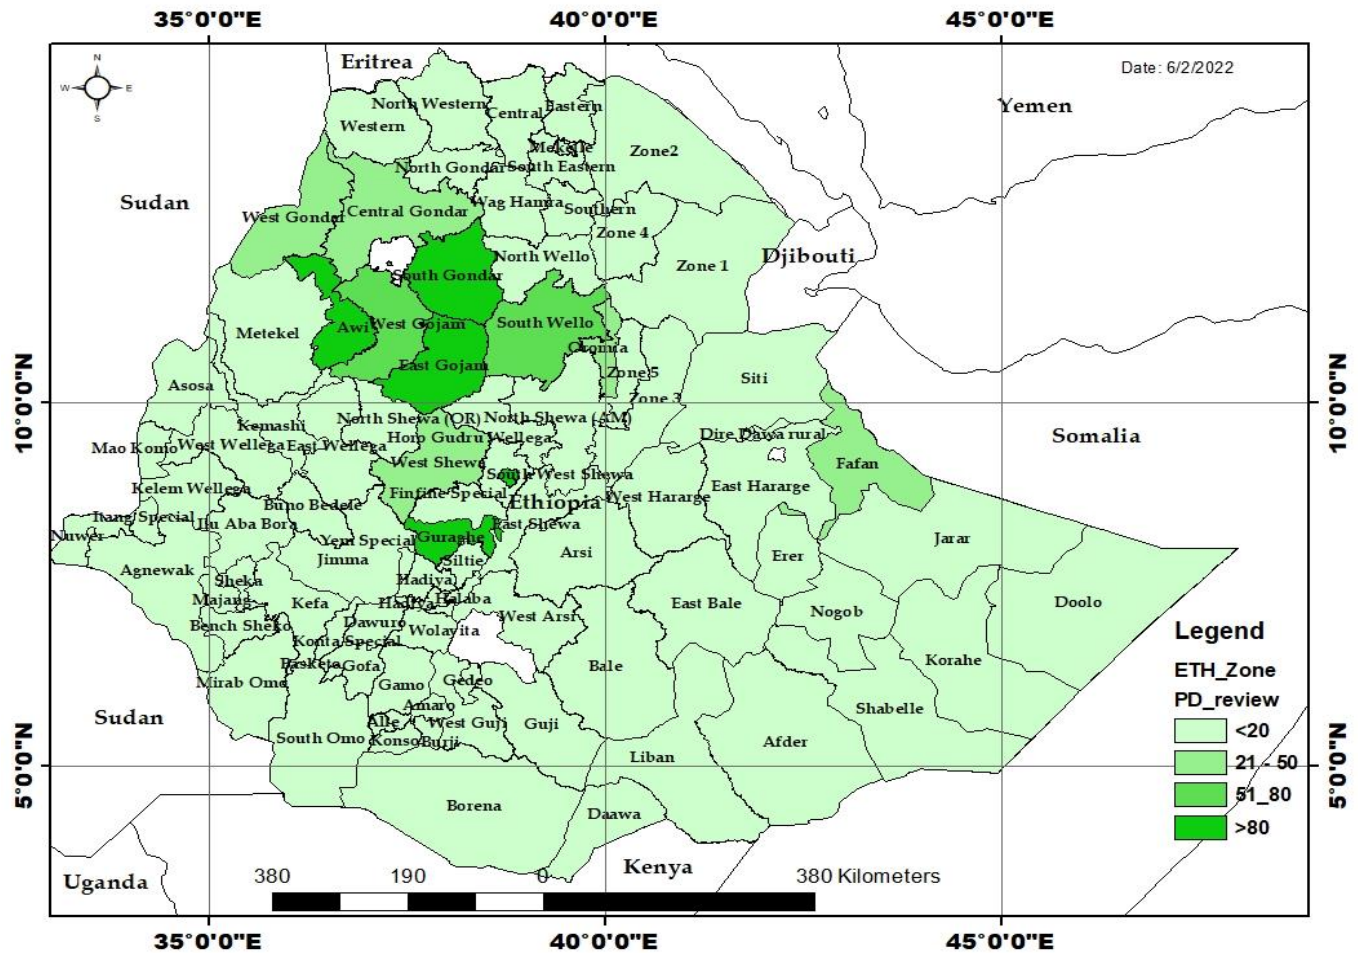 35°0'0"E 40°0'0"E 45°0'0"E
Eritrea
N
W E
S
Date: 6/2/2022
Yemen
North Western
Central
Eastern
Western
Mekelle
Zone2
North Gondar
South Eastern
Sudan
Wag Hamra
Southern
West Gondar
Central Gondar
Zone 4
North Wello
Djibouti
Zone 1
South Gondar
Metekel
Awi
West Gojam
South Wello
Oromia
East Gojam
Zone 5
Siti
Asosa
Zone 3
10°0'0"N
10°0'0"N
North Shewa (OR)
North Shewa (AM)
Kemashi
Horo Gudru Wellega
Dire Dawa rural
Somalia
Mao Komo
West Wellega
East Wellega
West Shewa
Fafan
South West Shewa
Kelem Wellega
Finfine Special
Ethiopia
West Hararge
East Hararge
Buno Bedele
Itang Special
Ilu Aba Bora
East Shewa
Nuwer
Yem Special
Guraghe
Jarar
Arsi
Erer
Jimma
Siltie
Agnewak
Sheka
Hadiya
Majang
Kefa
Hadiya
Halaba
East Bale
Nogob
Doolo
Bench Sheko
Dawuro
Wolayita
West Arsi
Konta Special
Legend
Basketo
Gofa
Bale
Korahe
ETH_Zone
Mirab Omo
Gamo
Gedeo
PD_review
Amaro
Shabelle
Sudan
Alle
West Guji
Guji
<20
South Omo
Konso
Burji
Afder
Liban
21 - 50
5°0'0"N
5°0'0"N
51_80
Borena
Daawa
>80
Uganda
Kenya
380 190 0 380 Kilometers
35°0'0"E 40°0'0"E 45°0'0"E